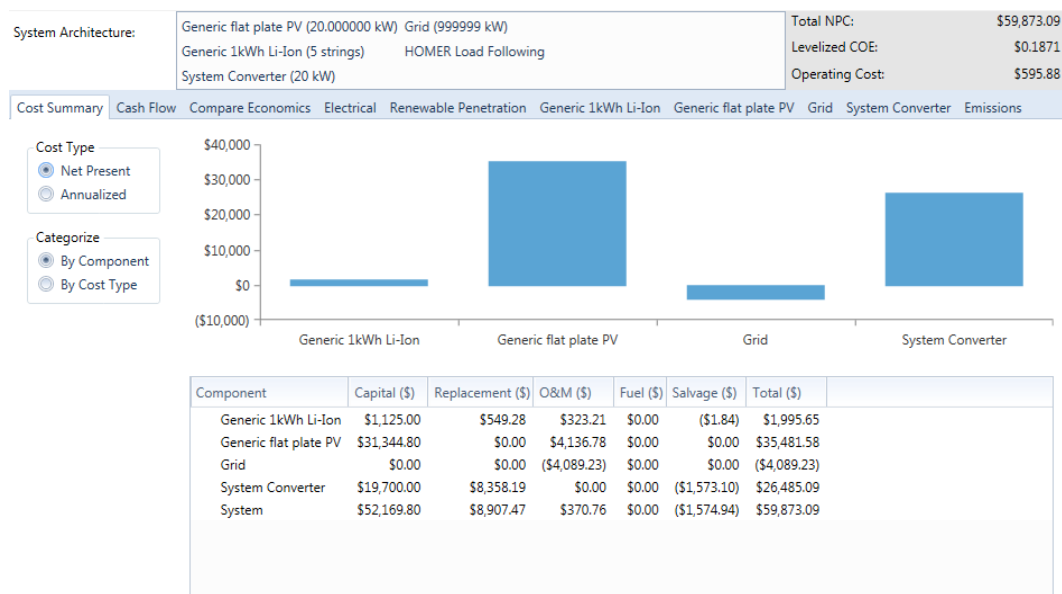 System Architecture:
Generic flat plate PV (20.000000 kW) Grid (999999 kW)
Generic 1kWh Li-Ion (5 strings) HOMER Load Following
System Converter (20 kW)
Total NPC: $59,873.09
Levelized COE: $0.1871
Operating Cost: $595.88
Cost Summary Cash Flow Compare Economics Electrical Renewable Penetration Generic 1kWh Li-Ion Generic flat plate PV Grid System Converter Emissions
Cost Type
Net Present
Annualized
Categorize
By Component
By Cost Type
$40,000
$30,000
$20,000
$10,000
$0
($10,000)
Generic 1kWh Li-Ion Generic flat plate PV Grid System Converter
Component Capital ($) Replacement ($) O&M ($) Fuel ($) Salvage ($) Total ($)
Generic 1kWh Li-Ion $1,125.00 $549.28 $323.21 $0.00 ($1.84) $1,995.65
Generic flat plate PV $31,344.80 $0.00 $4,136.78 $0.00 $0.00 $35,481.58
Grid $0.00 $0.00 ($4,089.23) $0.00 $0.00 ($4,089.23)
System Converter $19,700.00 $8,358.19 $0.00 $0.00 ($1,573.10) $26,485.09
System $52,169.80 $8,907.47 $370.76 $0.00 ($1,574.94) $59,873.09